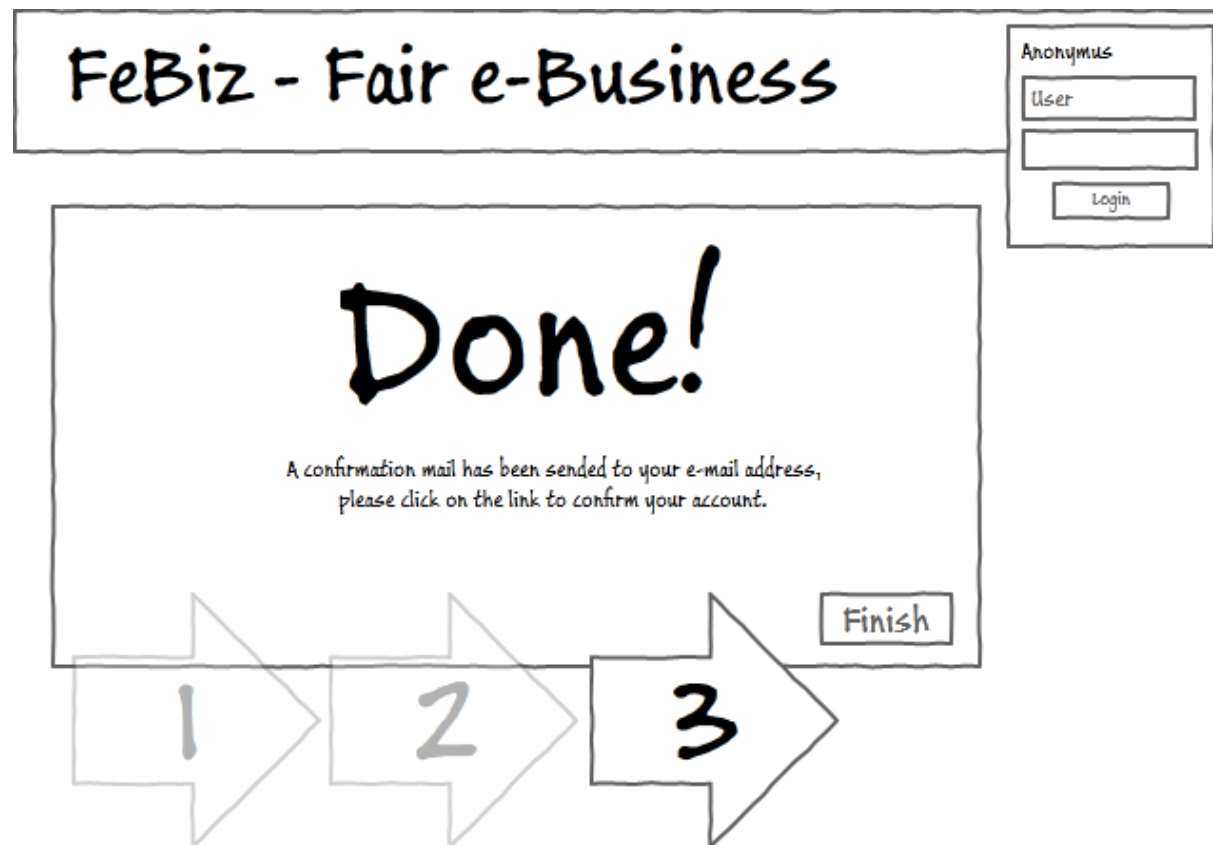 FeBiz - Fair e-Business
Anonymus
User
Login
Done!
A confirmation mail has been sended to your e-mail address,
please click on the link to confirm your account.
Finish
1 2 3